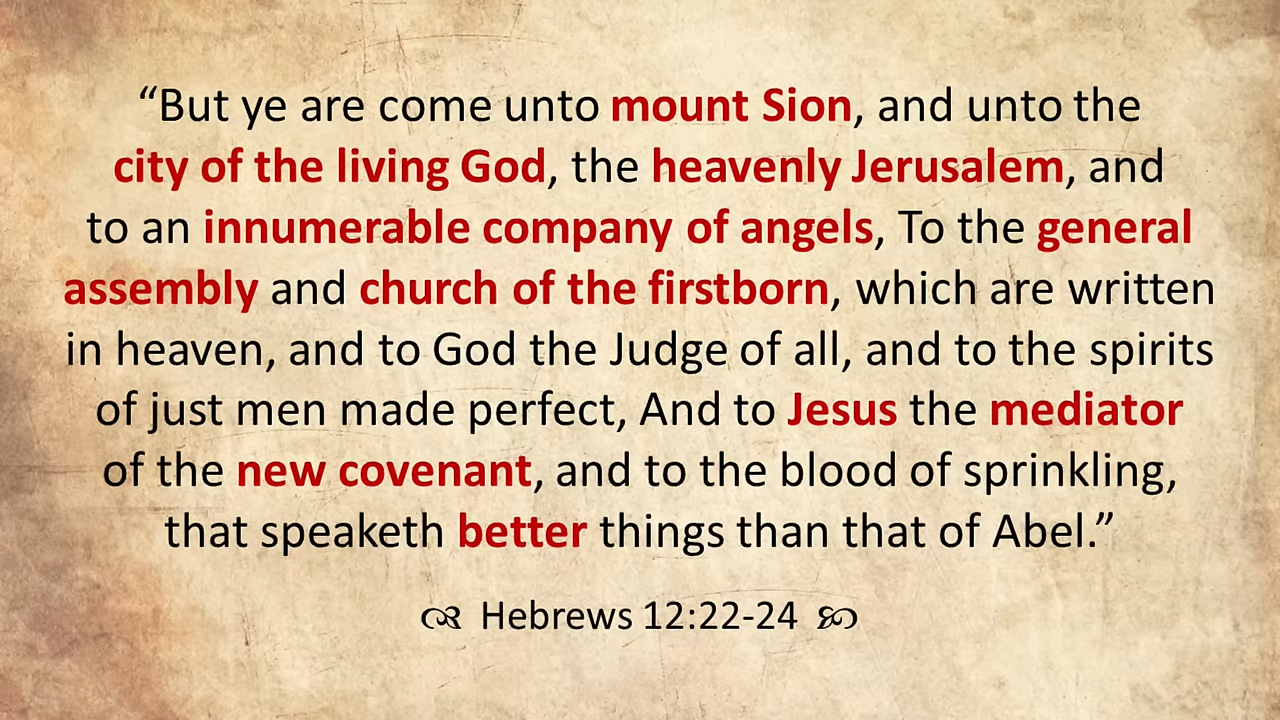 “But ye are come unto mount Sion, and unto the
city of the living God, the heavenly Jerusalem, and
to an innumerable company of angels, To the general
assembly and church of the firstborn, which are written
in heaven, and to God the Judge of all, and to the spirits
of just men made perfect, And to Jesus the mediator
of the new covenant, and to the blood of sprinkling,
that speaketh better things than that of Abel.”
Hebrews 12:22-24